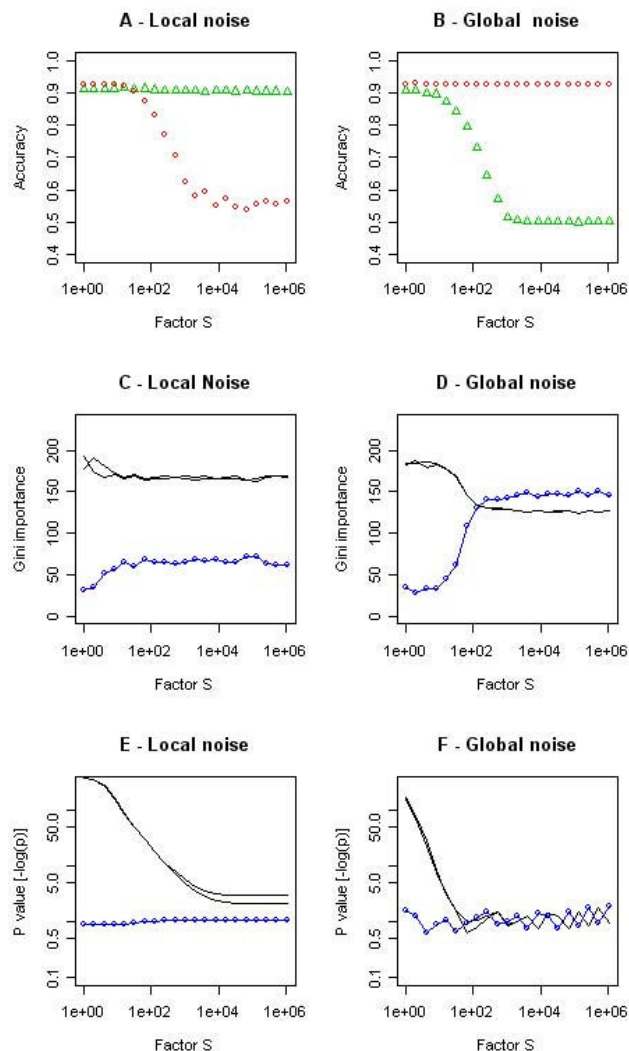 A - Local noise
Accuracy
0.4 0.5 0.6 0.7 0.8 0.9 1.0
1e+00 1e+02 1e+04 1e+06
Factor S
B - Global noise
Accuracy
0.4 0.5 0.6 0.7 0.8 0.9 1.0
1e+00 1e+02 1e+04 1e+06
Factor S
C - Local Noise
Gini importance
0 50 100 150 200
1e+00 1e+02 1e+04 1e+06
Factor S
D - Global noise
Gini importance
0 50 100 150 200
1e+00 1e+02 1e+04 1e+06
Factor S
E - Local noise
P value [-log(p)]
0.1 0.5 5.0 50.0
1e+00 1e+02 1e+04 1e+06
Factor S
F - Global noise
P value [-log(p)]
0.1 0.5 5.0 50.0
1e+00 1e+02 1e+04 1e+06
Factor S